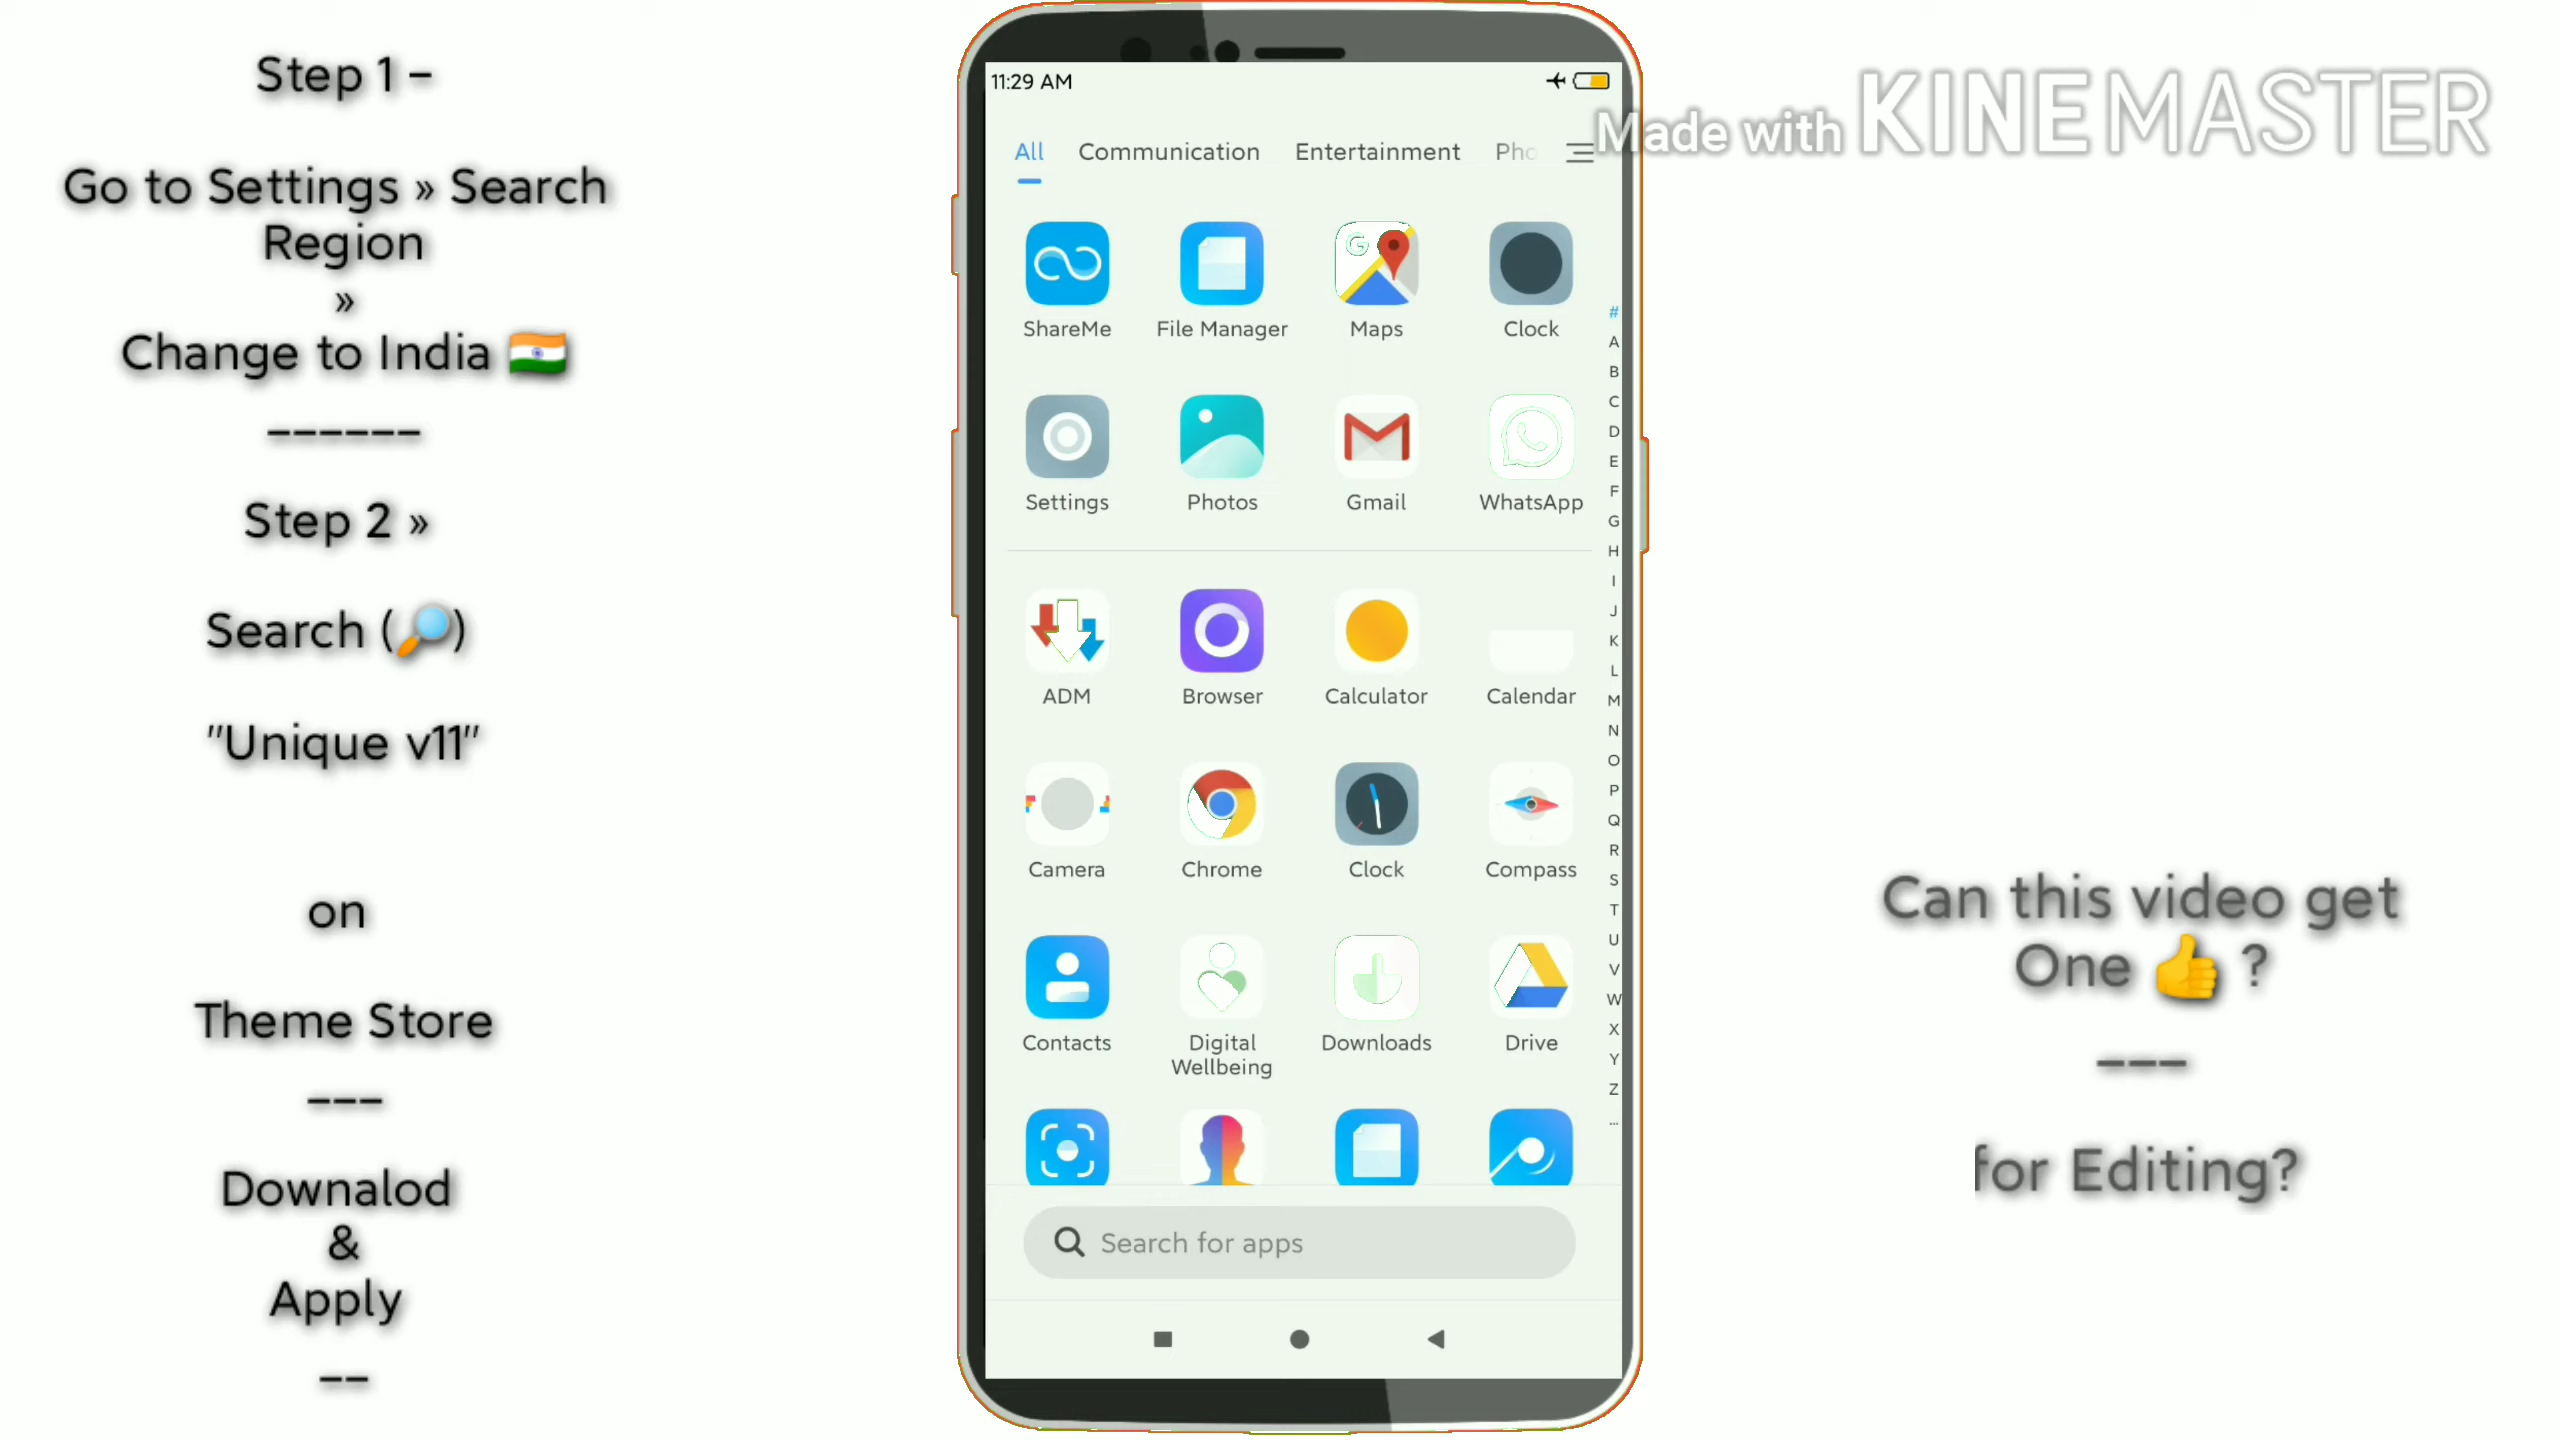 Step 1 -
Go to Settings » Search
Region
»
Change to India 🇮🇳
------
Step 2 »
Search (🔎)
"Unique v11"
on
Theme Store
---
Downalod
&
Apply
--
11:29 AM
All Communication Entertainment Pho
ShareMe File Manager Maps Clock
Settings Photos Gmail WhatsApp
ADM Browser Calculator Calendar
Camera Chrome Clock Compass
Contacts Digital Wellbeing Downloads Drive
Search for apps
#
A
B
C
D
E
F
G
H
I
J
K
L
M
N
O
P
Q
R
S
T
U
V
W
X
Y
Z
...
Made with KINEMASTER
Can this video get
One 👍 ?
---
for Editing?